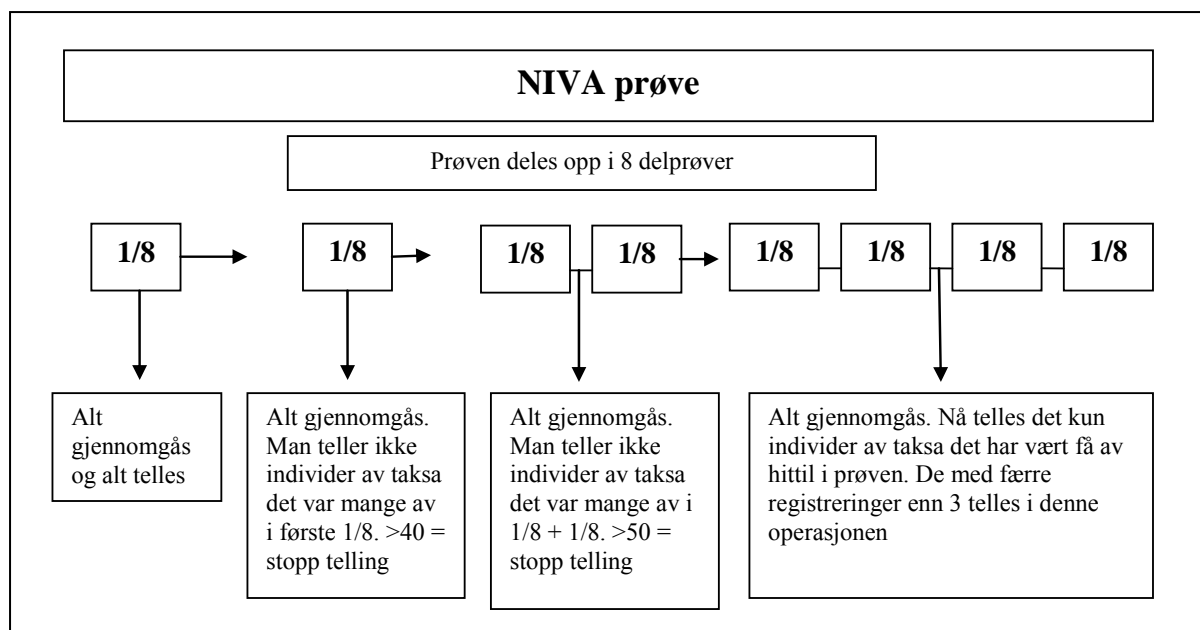 NIVA prøve
Prøven deles opp i 8 delprøver
1/8
1/8
1/8
1/8
1/8
1/8
1/8
1/8
Alt
gjennomgås
og alt telles
Alt gjennomgås.
Man teller ikke
individer av taksa
det var mange av
i første 1/8. >40 =
stopp telling
Alt gjennomgås.
Man teller ikke
individer av taksa
det var mange av i
1/8 + 1/8. >50 =
stopp telling
Alt gjennomgås. Nå telles det kun
individer av taksa det har vært få av
hittil i prøven. De med færre
registreringer enn 3 telles i denne
operasjonen